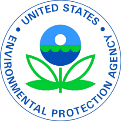 UNITED STATES
ENVIRONMENTAL PROTECTION AGENCY